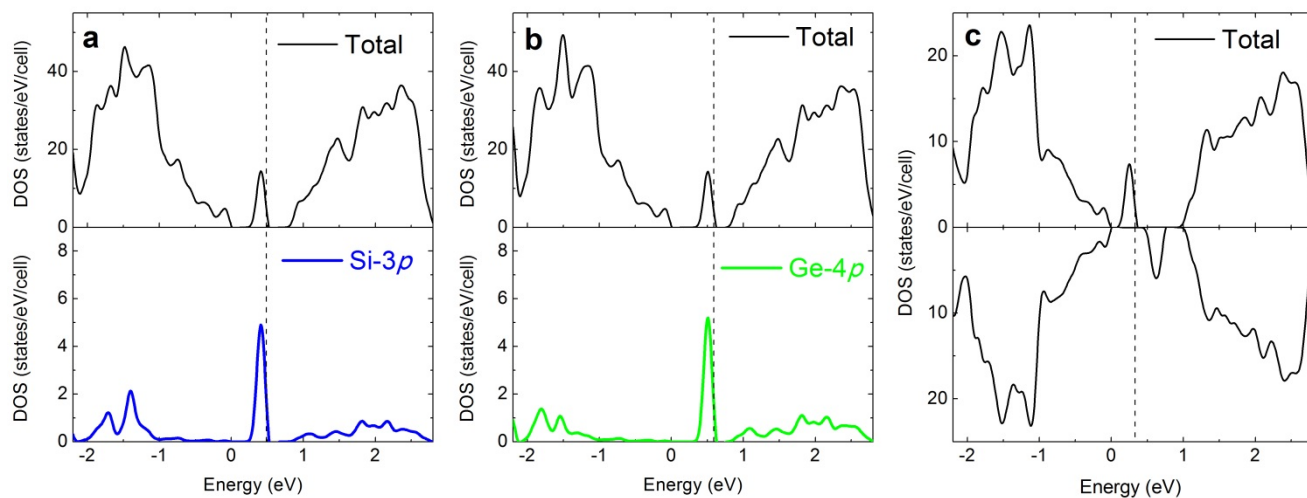 a
Total
DOS (states/eV/cell)
40
20
0
Si-3p
DOS (states/eV/cell)
8
6
4
2
0
-2 -1 0 1 2
Energy (eV)
b
Total
DOS (states/eV/cell)
40
20
0
Ge-4p
DOS (states/eV/cell)
8
6
4
2
0
-2 -1 0 1 2
Energy (eV)
c
Total
DOS (states/eV/cell)
20
10
0
10
20
-2 -1 0 1 2
Energy (eV)